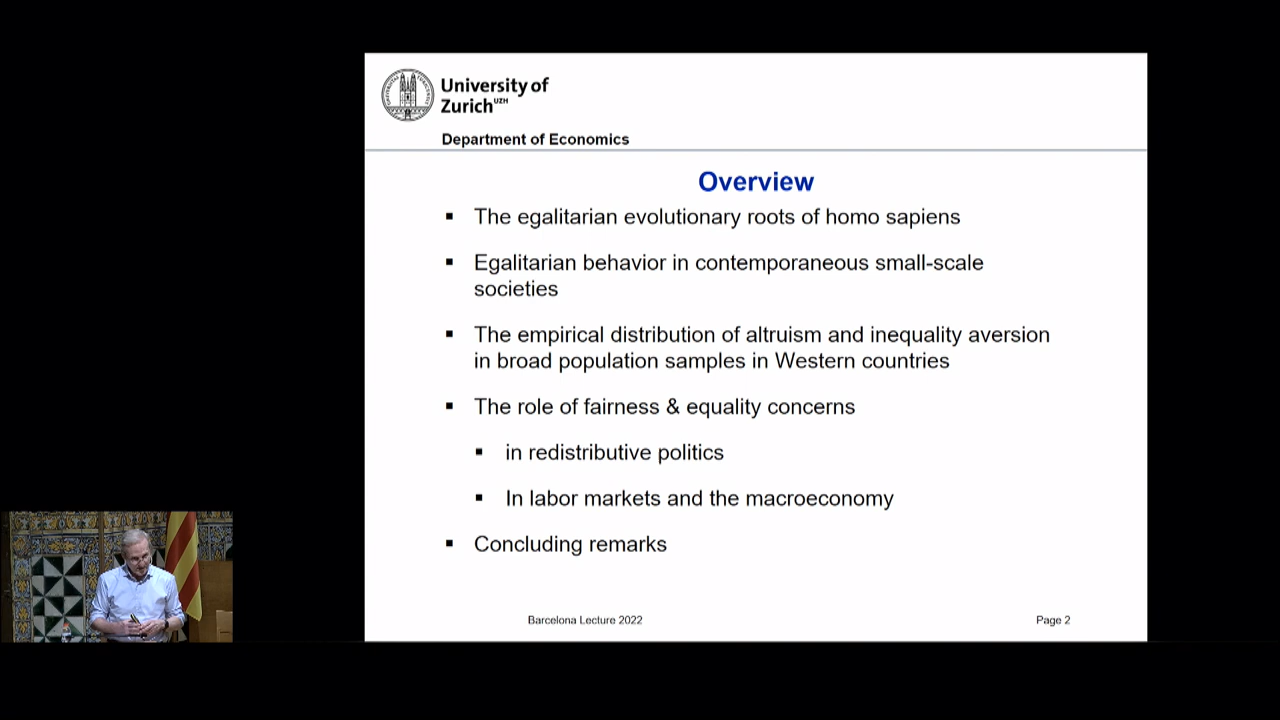 University of
Zurich UZH
Department of Economics
Overview
▪ The egalitarian evolutionary roots of homo sapiens
▪ Egalitarian behavior in contemporaneous small-scale
societies
▪ The empirical distribution of altruism and inequality aversion
in broad population samples in Western countries
▪ The role of fairness & equality concerns
▪ in redistributive politics
▪ In labor markets and the macroeconomy
▪ Concluding remarks
Barcelona Lecture 2022
Page 2